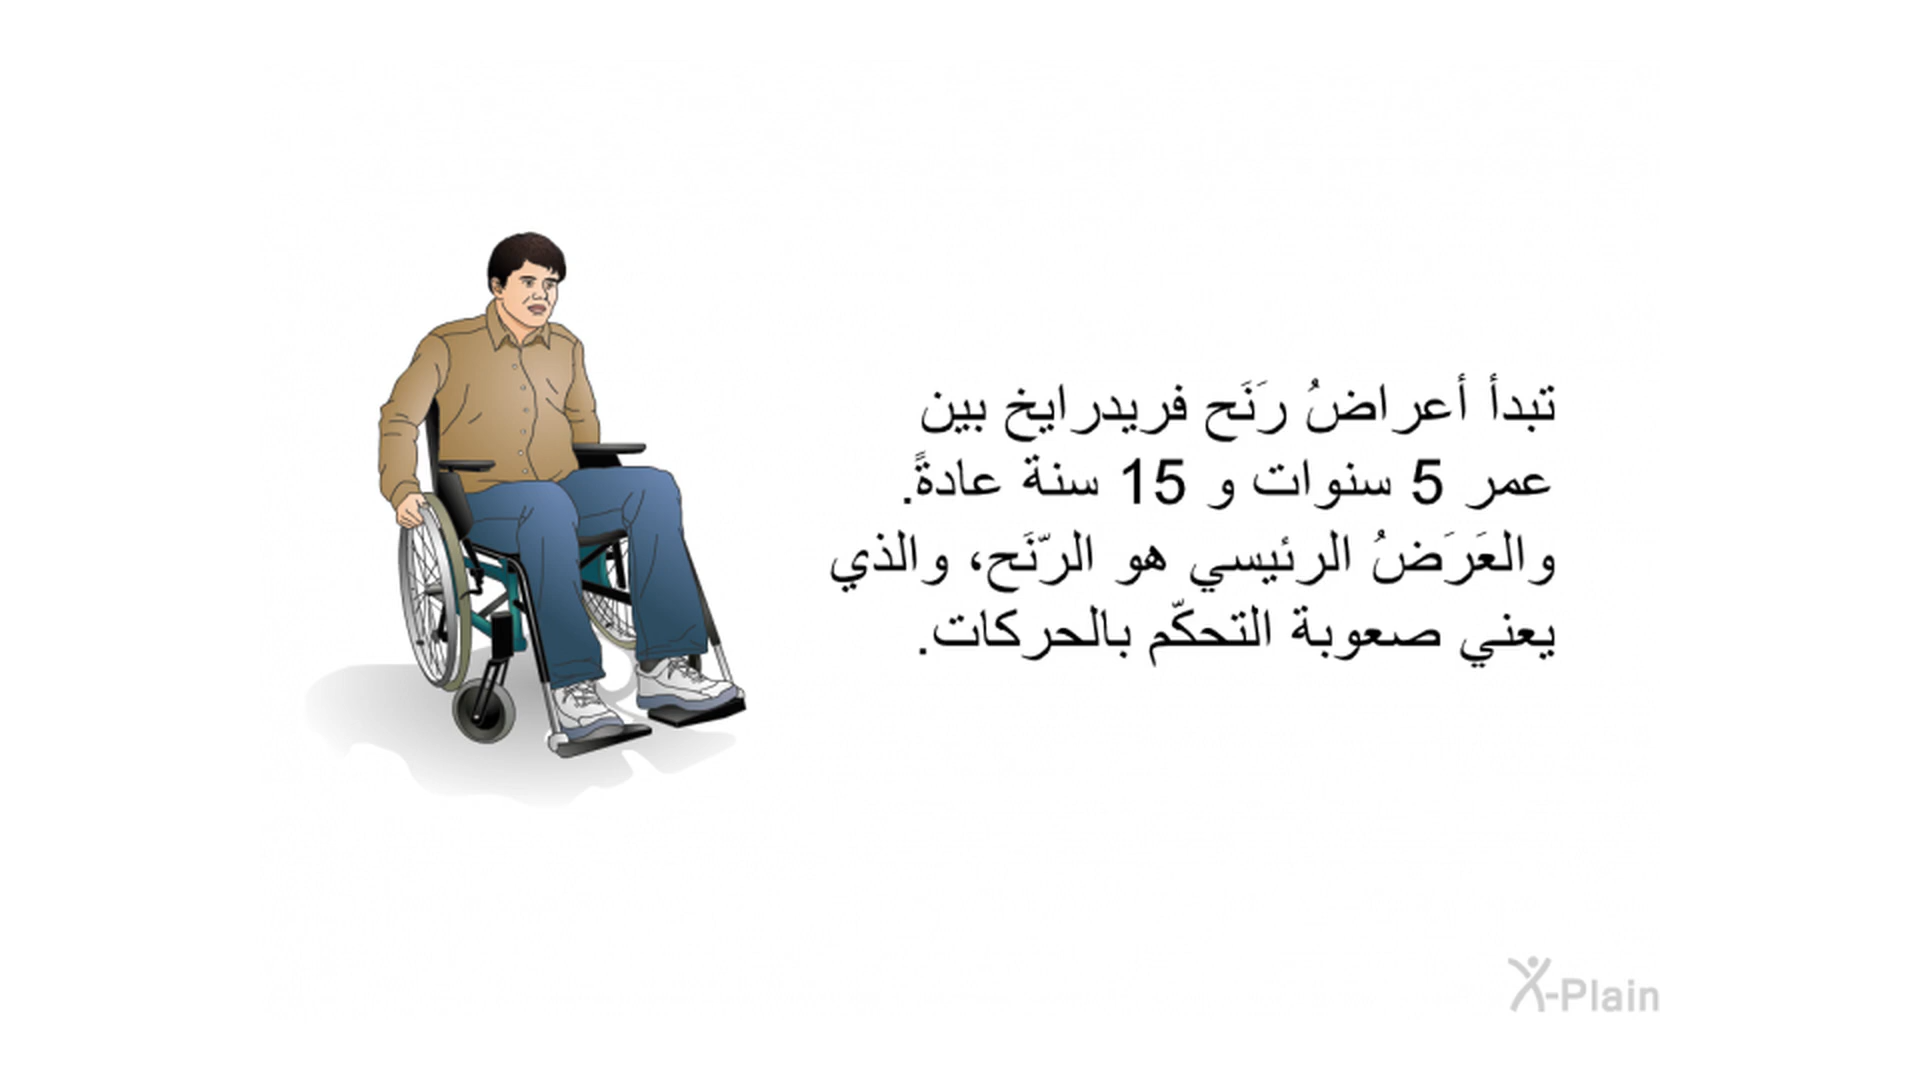 تبدأ أعراضُ رَنَح فريدرايخ بين
عمر 5 سنوات و 15 سنة عادةً.
والعَرَضُ الرئيسي هو الرّنَح، والذي
يعني صعوبة التحكّم بالحركات.
X-Plain